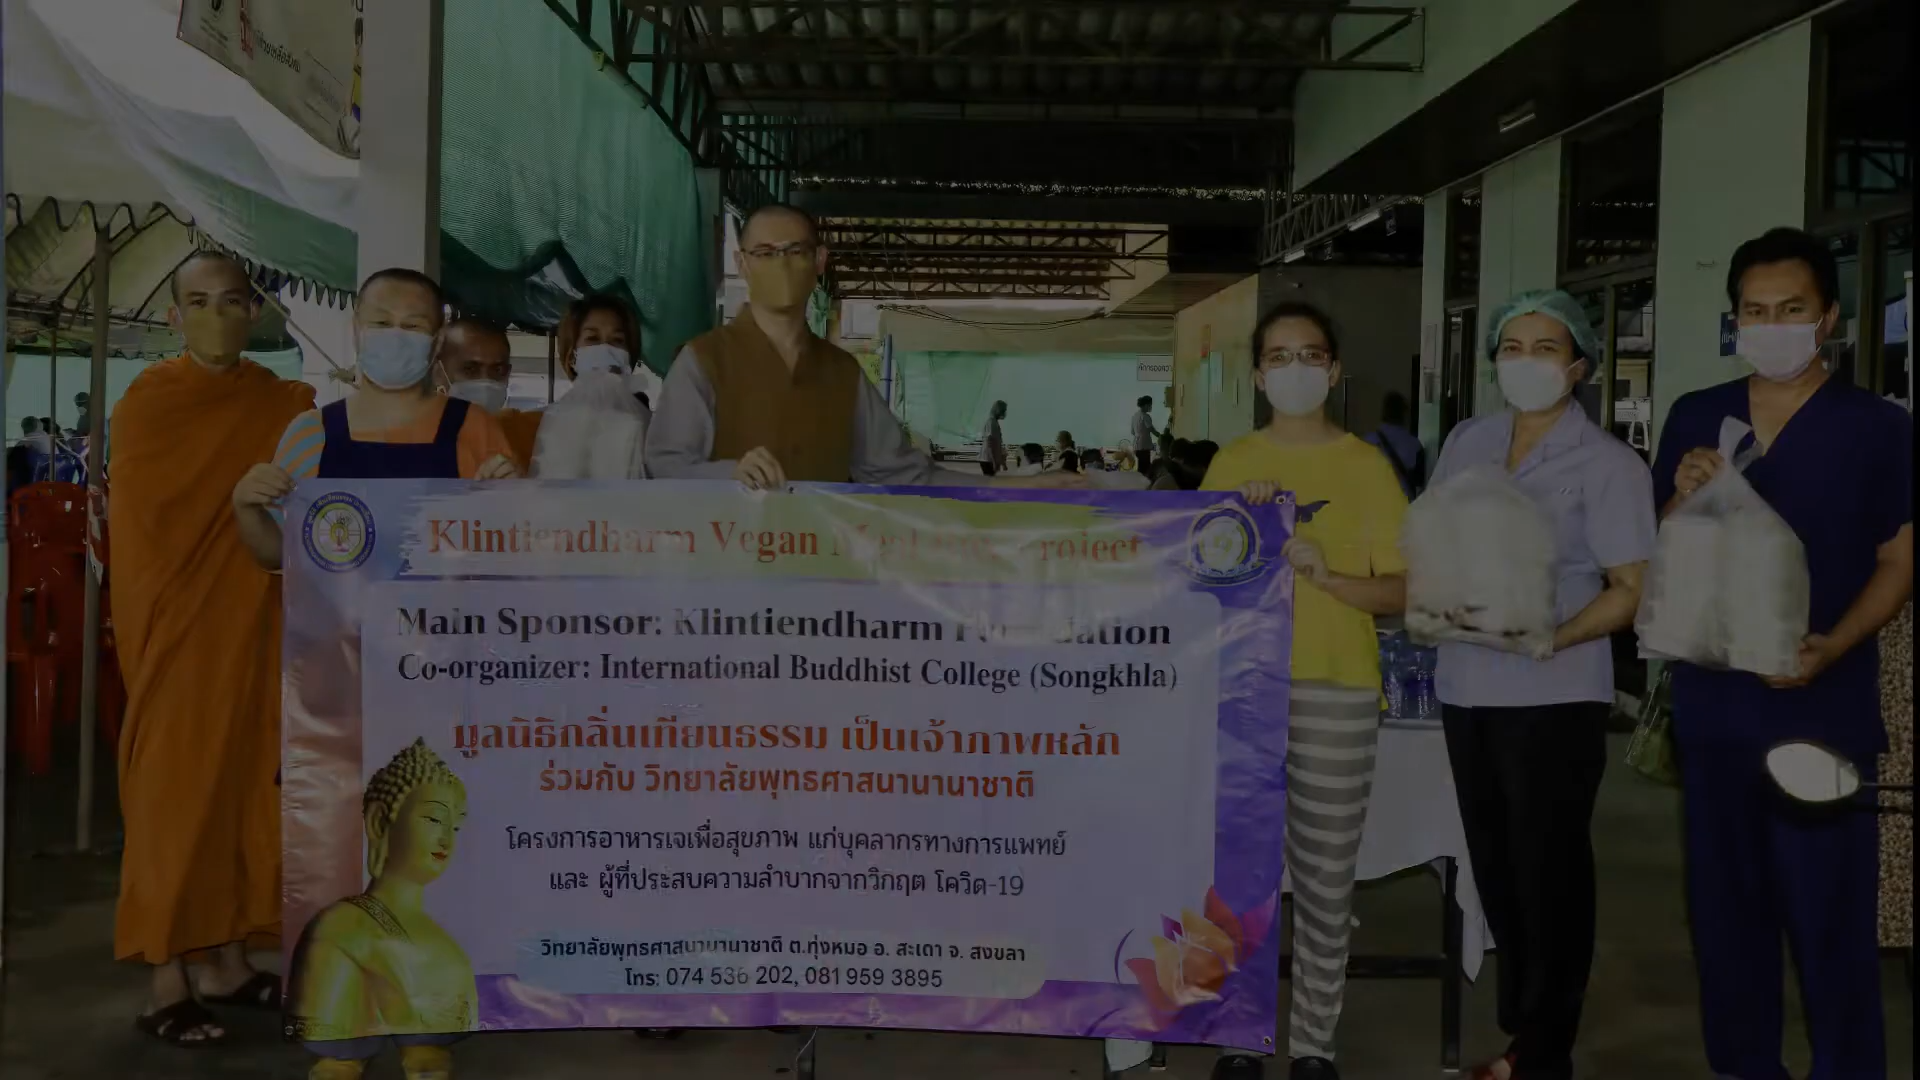 Klintiendharm Vegan Project
Main Sponsor: Klintiendharm Foundation
Co-organizer: International Buddhist College (Songkhla)
มูลนิธิกลิ่นเทียนธรรม เป็นเจ้าภาพหลัก
ร่วมกับ วิทยาลัยพุทธศาสนานานาชาติ
โครงการอาหารเจเพื่อสุขภาพ แก่บุคลากรทางการแพทย์
และ ผู้ที่ประสบความลำบากจากวิกฤต โควิด-19
วิทยาลัยพุทธศาสนานานาชาติ ต.ทุ่งหมอ อ. สะเดา จ. สงขลา
โทร: 074 536 202, 081 959 3895